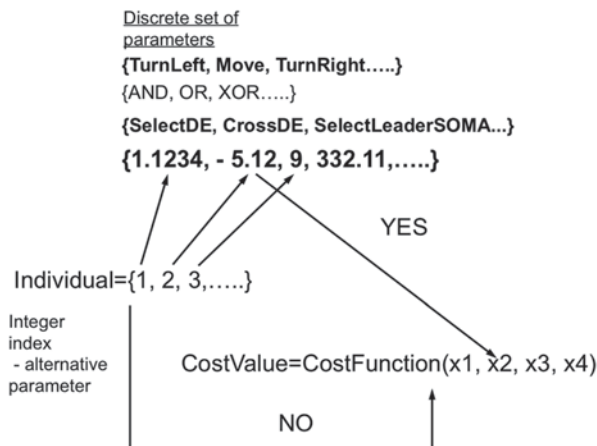 Discrete set of
parameters
{TurnLeft, Move, TurnRight.....}
{AND, OR, XOR.....}
{SelectDE, CrossDE, SelectLeaderSOMA...}
{1.1234, - 5.12, 9, 332.11,.....}
YES
Individual={1, 2, 3,.....}
Integer
index
- alternative
parameter
CostValue=CostFunction(x1, x2, x3, x4)
NO